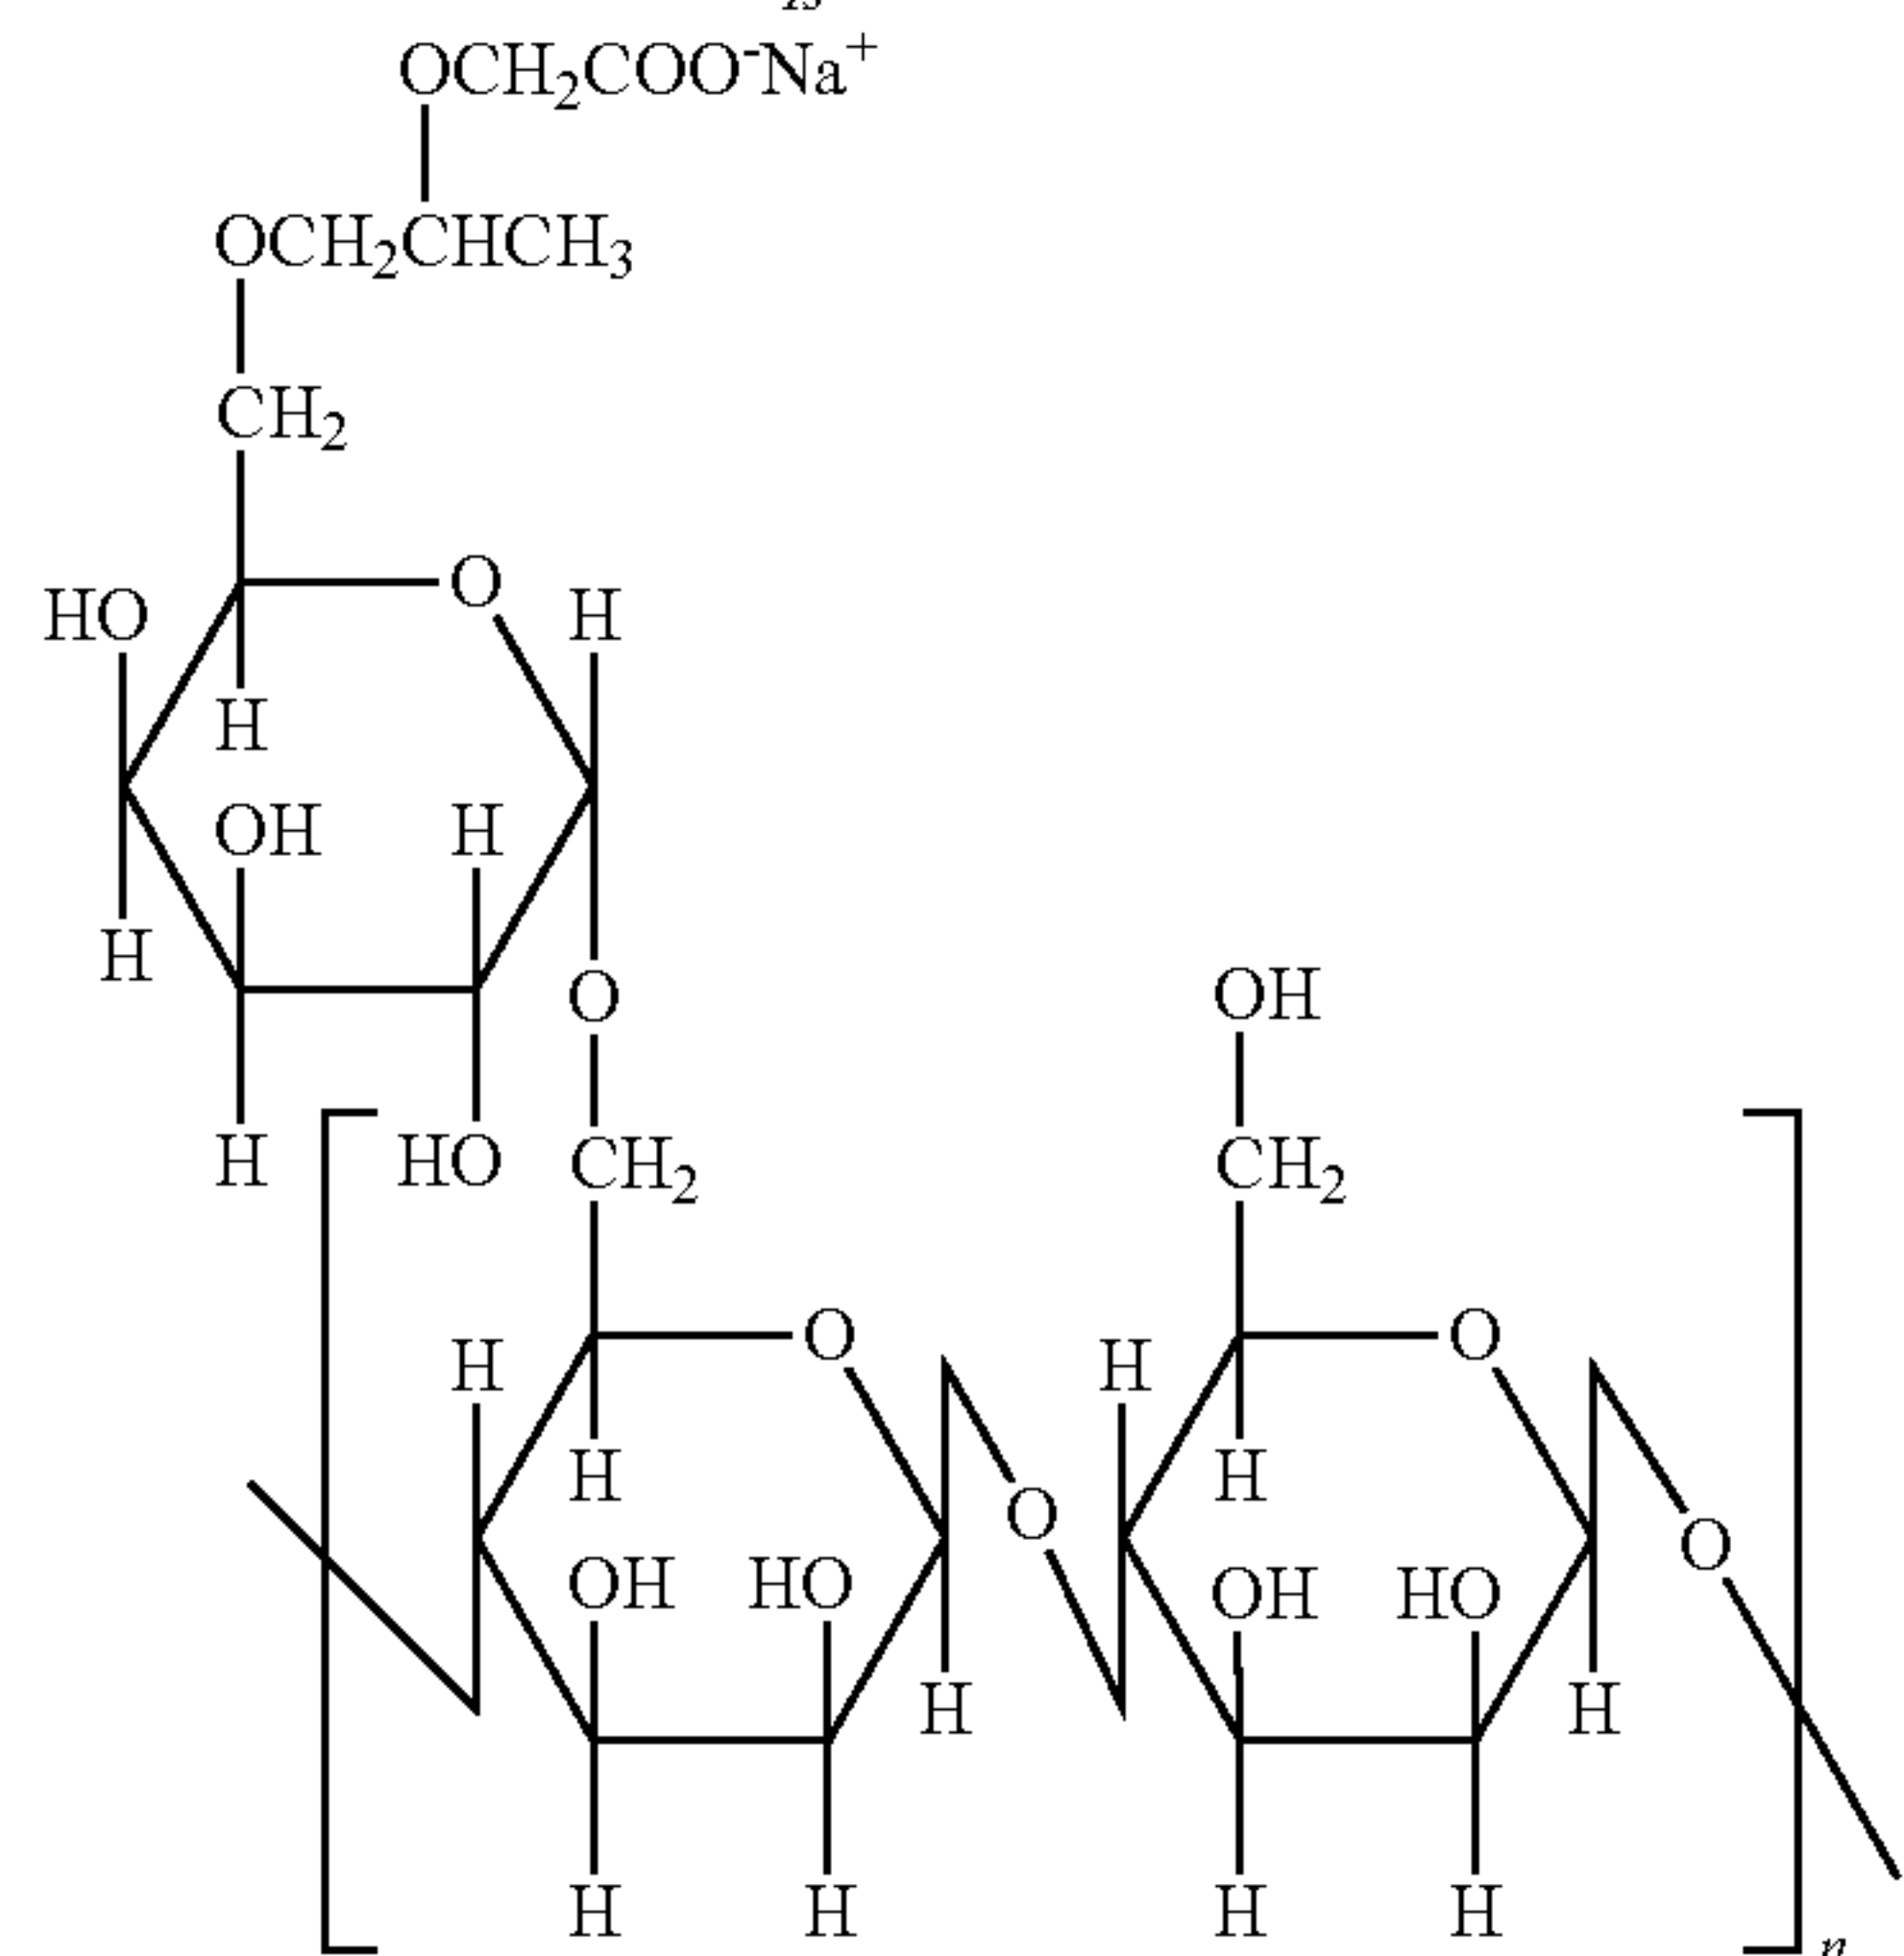 OCH₂COO⁻Na⁺
OCH₂CHCH₃
CH₂
O
HO H
H
OH H
H
O
OH
H HO CH₂ CH₂
O O
H H
H H
O
O
OH HO OH HO
H H
H H H H
n